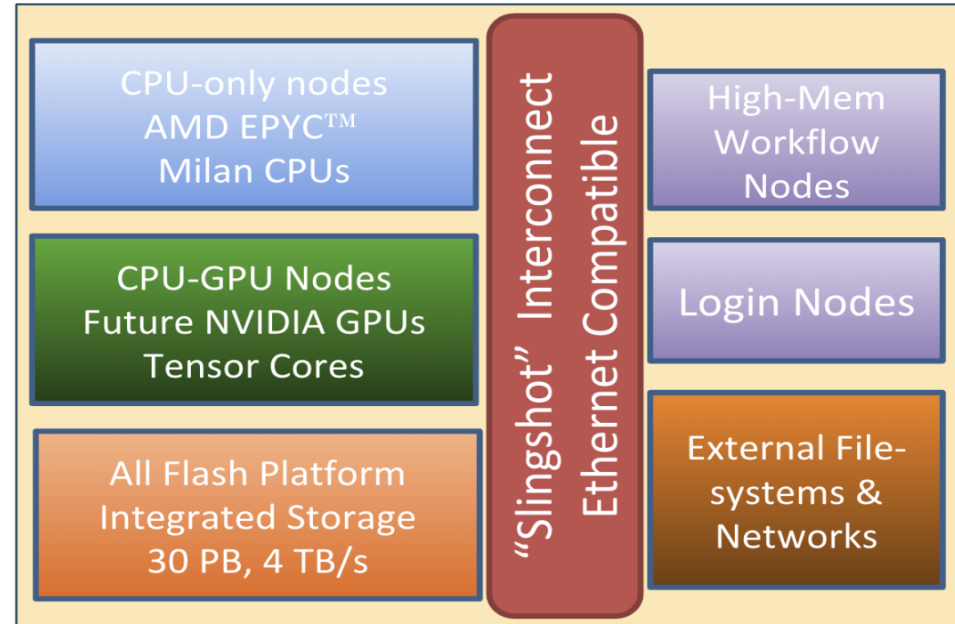 CPU-only nodes
AMD EPYC™
Milan CPUs
CPU-GPU Nodes
Future NVIDIA GPUs
Tensor Cores
All Flash Platform
Integrated Storage
30 PB, 4 TB/s
“Slingshot” Interconnect
Ethernet Compatible
High-Mem
Workflow
Nodes
Login Nodes
External File-
systems &
Networks